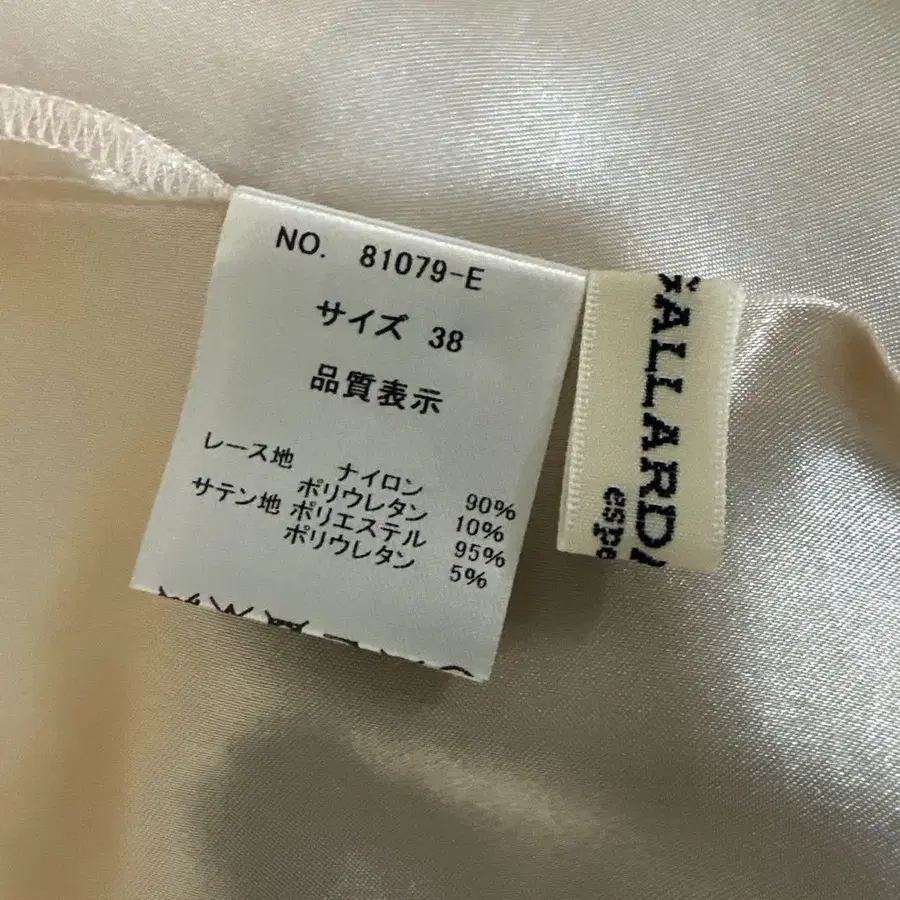 NO. 81079-E
サイズ 38
品質表示
レース地 ナイロン 90%
ポリウレタン 10%
サテン地 ポリエステル 95%
ポリウレタン 5%